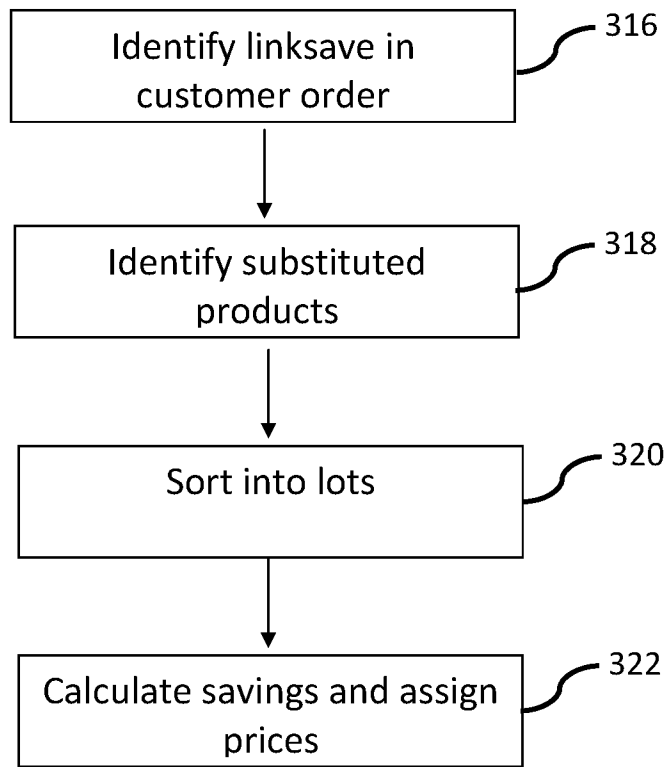 Identify linksave in
customer order
316
Identify substituted
products
318
Sort into lots
320
Calculate savings and assign
prices
322